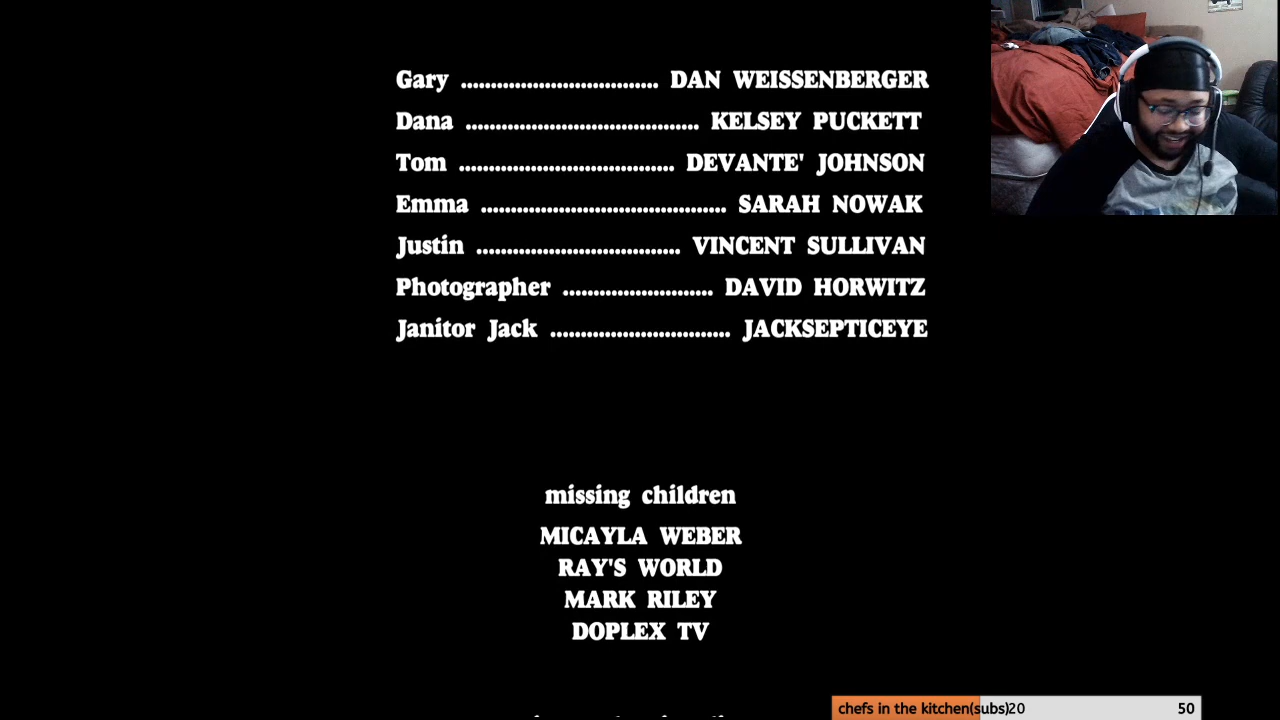 Gary ................................. DAN WEISSENBERGER
Dana ....................................... KELSEY PUCKETT
Tom .................................... DEVANTE' JOHNSON
Emma ......................................... SARAH NOWAK
Justin .................................. VINCENT SULLIVAN
Photographer ......................... DAVID HORWITZ
Janitor Jack .............................. JACKSEPTICEYE
missing children
MICAYLA WEBER
RAY'S WORLD
MARK RILEY
DOPLEX TV
chefs in the kitchen(subs)20 50